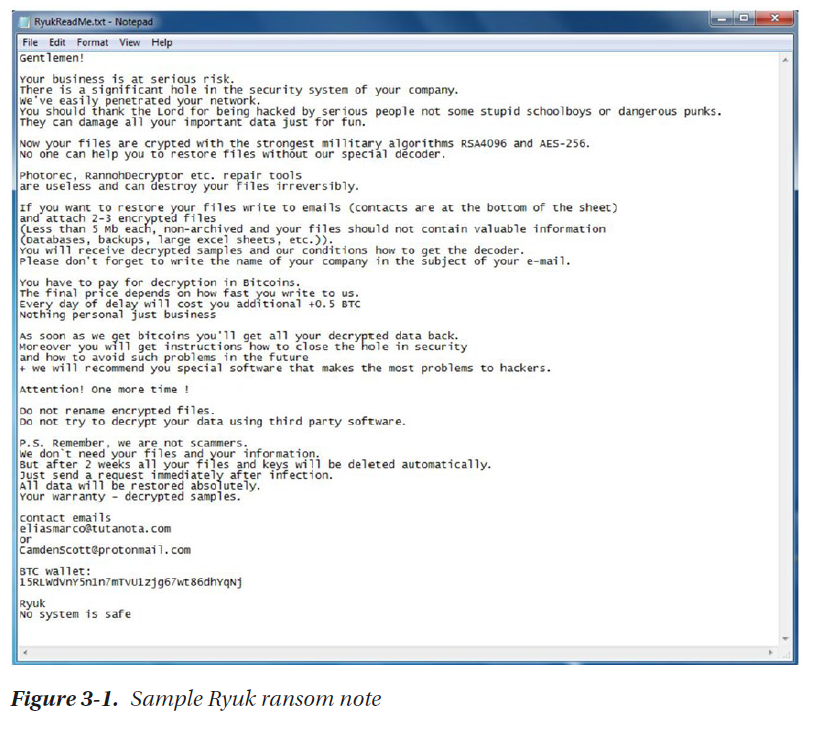 RyukReadMe.txt - Notepad
File Edit Format View Help
Gentlemen!
Your business is at serious risk.
There is a significant hole in the security system of your company.
We've easily penetrated your network.
You should thank the Lord for being hacked by serious people not some stupid schoolboys or dangerous punks.
They can damage all your important data just for fun.
Now your files are crypted with the strongest millitary algorithms RSA4096 and AES-256.
No one can help you to restore files without our special decoder.
Photorec, RannohDecryptor etc. repair tools
are useless and can destroy your files irreversibly.
If you want to restore your files write to emails (contacts are at the bottom of the sheet)
and attach 2-3 encrypted files
(Less than 5 Mb each, non-archived and your files should not contain valuable information
(Databases, backups, large excel sheets, etc.)).
You will receive decrypted samples and our conditions how to get the decoder.
Please don't forget to write the name of your company in the subject of your e-mail.
You have to pay for decryption in Bitcoins.
The final price depends on how fast you write to us.
Every day of delay will cost you additional +0.5 BTC
Nothing personal just business
As soon as we get bitcoins you'll get all your decrypted data back.
Moreover you will get instructions how to close the hole in security
and how to avoid such problems in the future
+ we will recommend you special software that makes the most problems to hackers.
Attention! One more time !
Do not rename encrypted files.
Do not try to decrypt your data using third party software.
P.S. Remember, we are not scammers.
We don`t need your files and your information.
But after 2 weeks all your files and keys will be deleted automatically.
Just send a request immediately after infection.
All data will be restored absolutely.
Your warranty - decrypted samples.
contact emails
eliasmarco@tutanota.com
or
CamdenScott@protonmail.com
BTC wallet:
Ryuk
No system is safe
Figure 3-1. Sample Ryuk ransom note